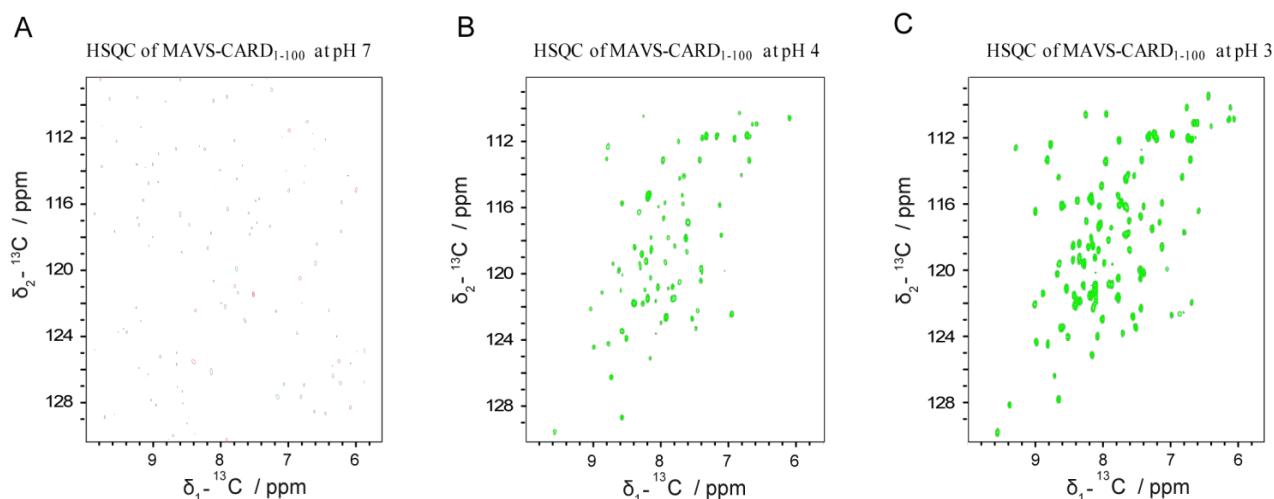 A
HSQC of MAVS-CARD₁₋₁₀₀ at pH 7
112
116
120
124
128
δ₂- ¹³C / ppm
9 8 7 6
δ₁- ¹³C / ppm
B
HSQC of MAVS-CARD₁₋₁₀₀ at pH 4
112
116
120
124
128
δ₂- ¹³C / ppm
9 8 7 6
δ₁- ¹³C / ppm
C
HSQC of MAVS-CARD₁₋₁₀₀ at pH 3
112
116
120
124
128
δ₂- ¹³C / ppm
9 8 7 6
δ₁- ¹³C / ppm